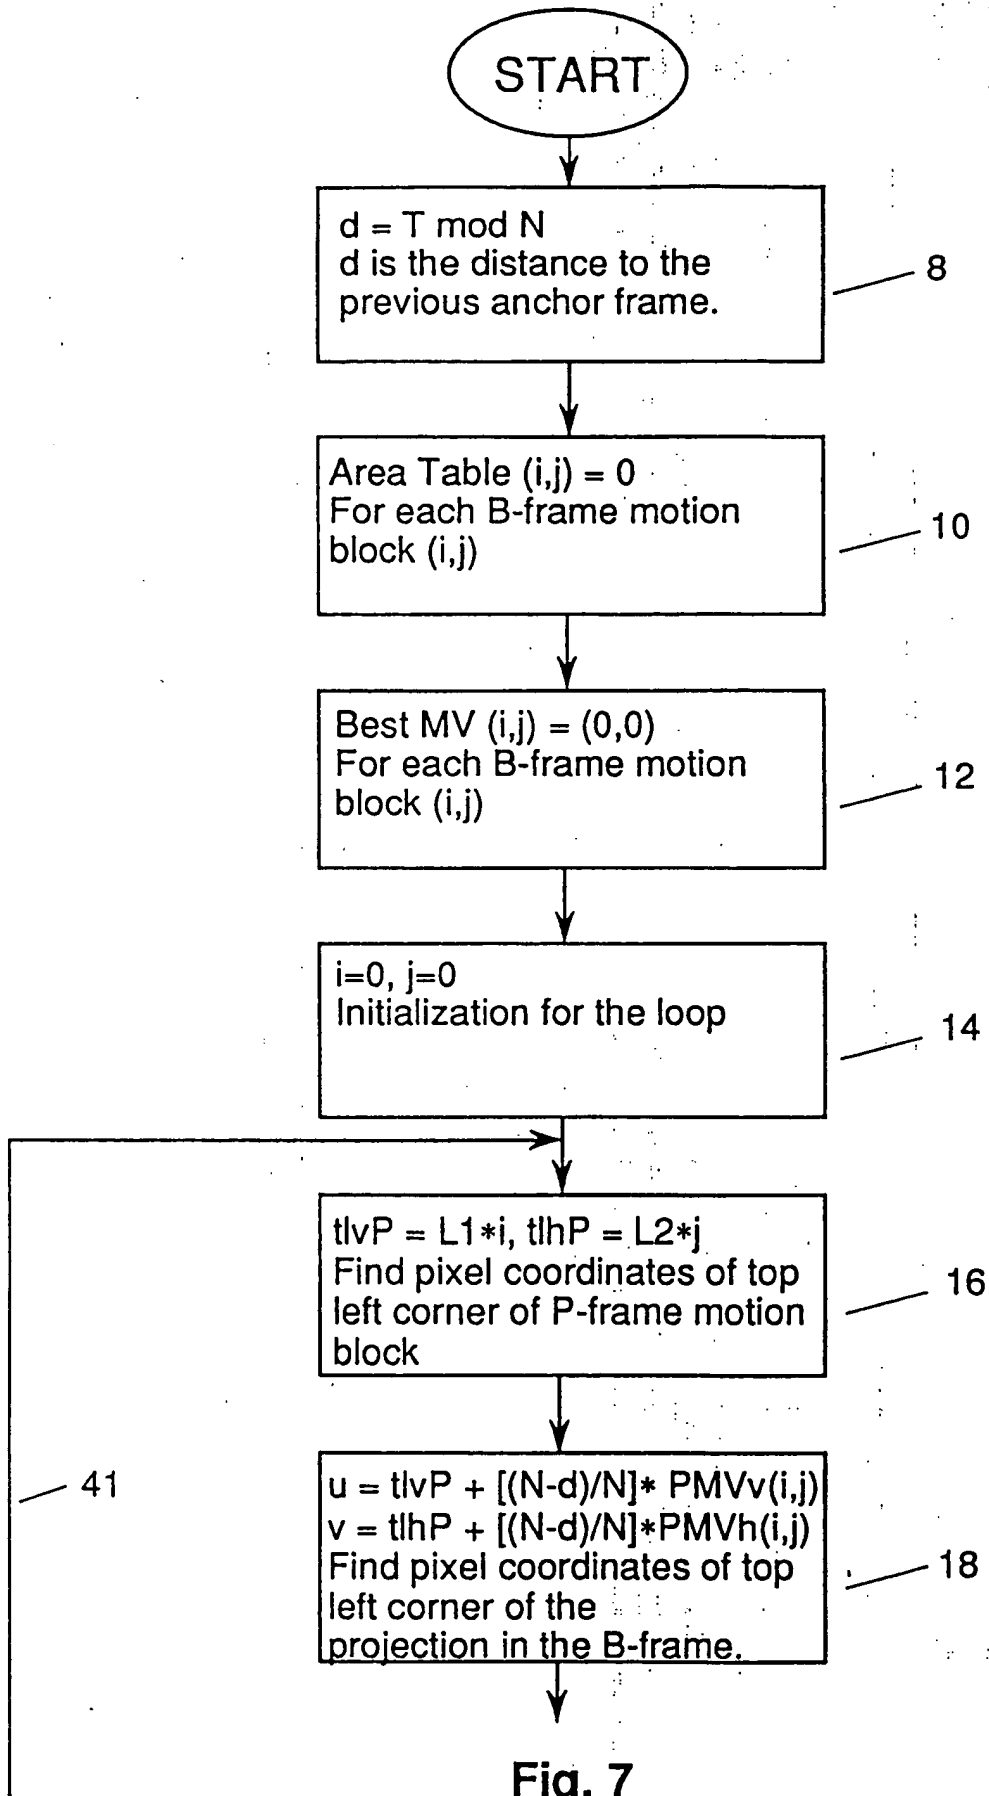 START
d = T mod N
d is the distance to the
previous anchor frame.
8
Area Table (i,j) = 0
For each B-frame motion
block (i,j)
10
Best MV (i,j) = (0,0)
For each B-frame motion
block (i,j)
12
i=0, j=0
Initialization for the loop
14
tlvP = L1*i, tlhP = L2*j
Find pixel coordinates of top
left corner of P-frame motion
block
16
41
u = tlvP + [(N-d)/N]* PMVv(i,j)
v = tlhP + [(N-d)/N]*PMVh(i,j)
Find pixel coordinates of top
left corner of the
projection in the B-frame.
18
Fig. 7